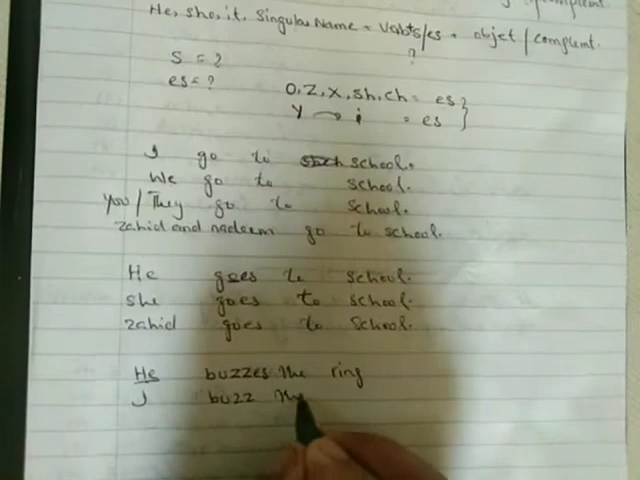 He, she, it, Singular Name + Verb+s/es + objet / complment.
?
s = ?
es = ?
O, Z, X, sh, ch = es
y → i = es
I go to school.
We go to school.
you / They go to school.
zahid and nadeem go to school.
He goes to school.
she goes to school.
zahid goes to school.
He buzzes the ring
I buzz the